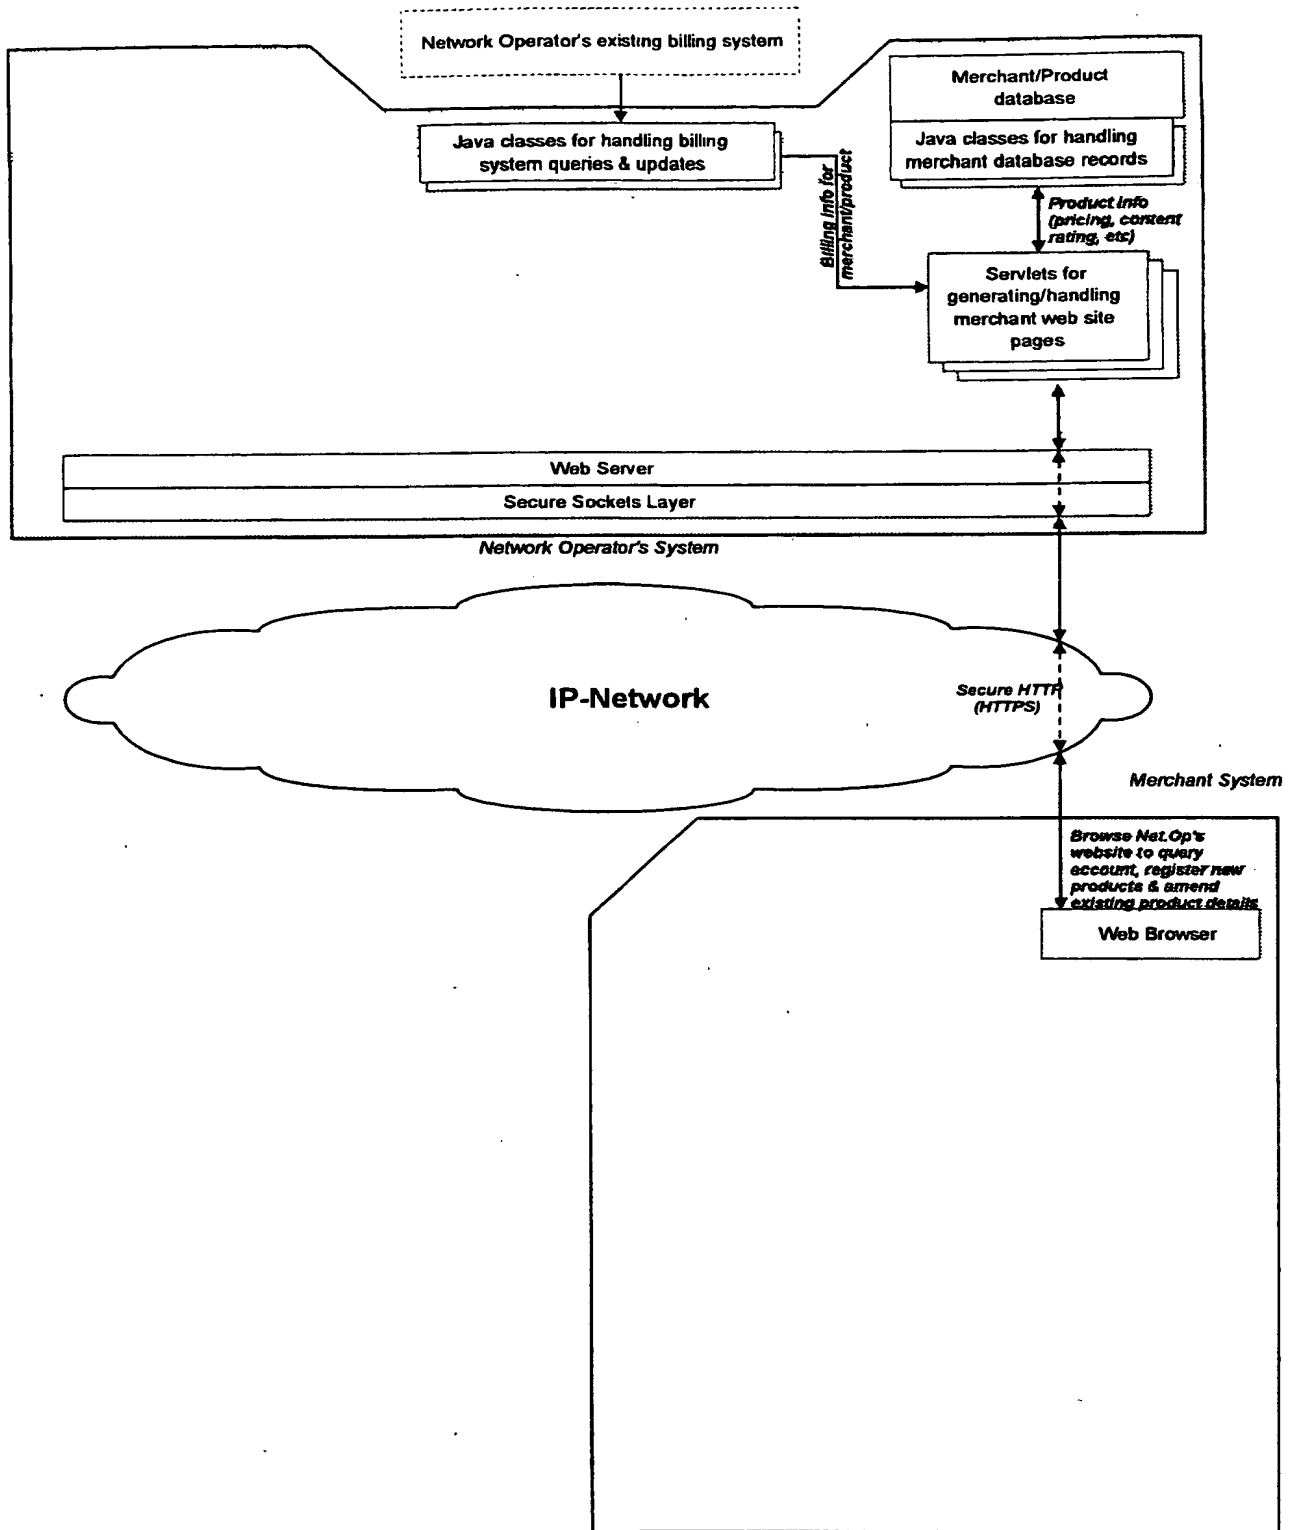 Network Operator's existing billing system
Merchant/Product
database
Java classes for handling billing
system queries & updates
Java classes for handling
merchant database records
Billing info for
merchant/product
Product info
(pricing, content
rating, etc)
Servlets for
generating/handling
merchant web site
pages
Web Server
Secure Sockets Layer
Network Operator's System
IP-Network
Secure HTTP
(HTTPS)
Merchant System
Browse Net.Op's
website to query
account, register new
products & amend
existing product details
Web Browser